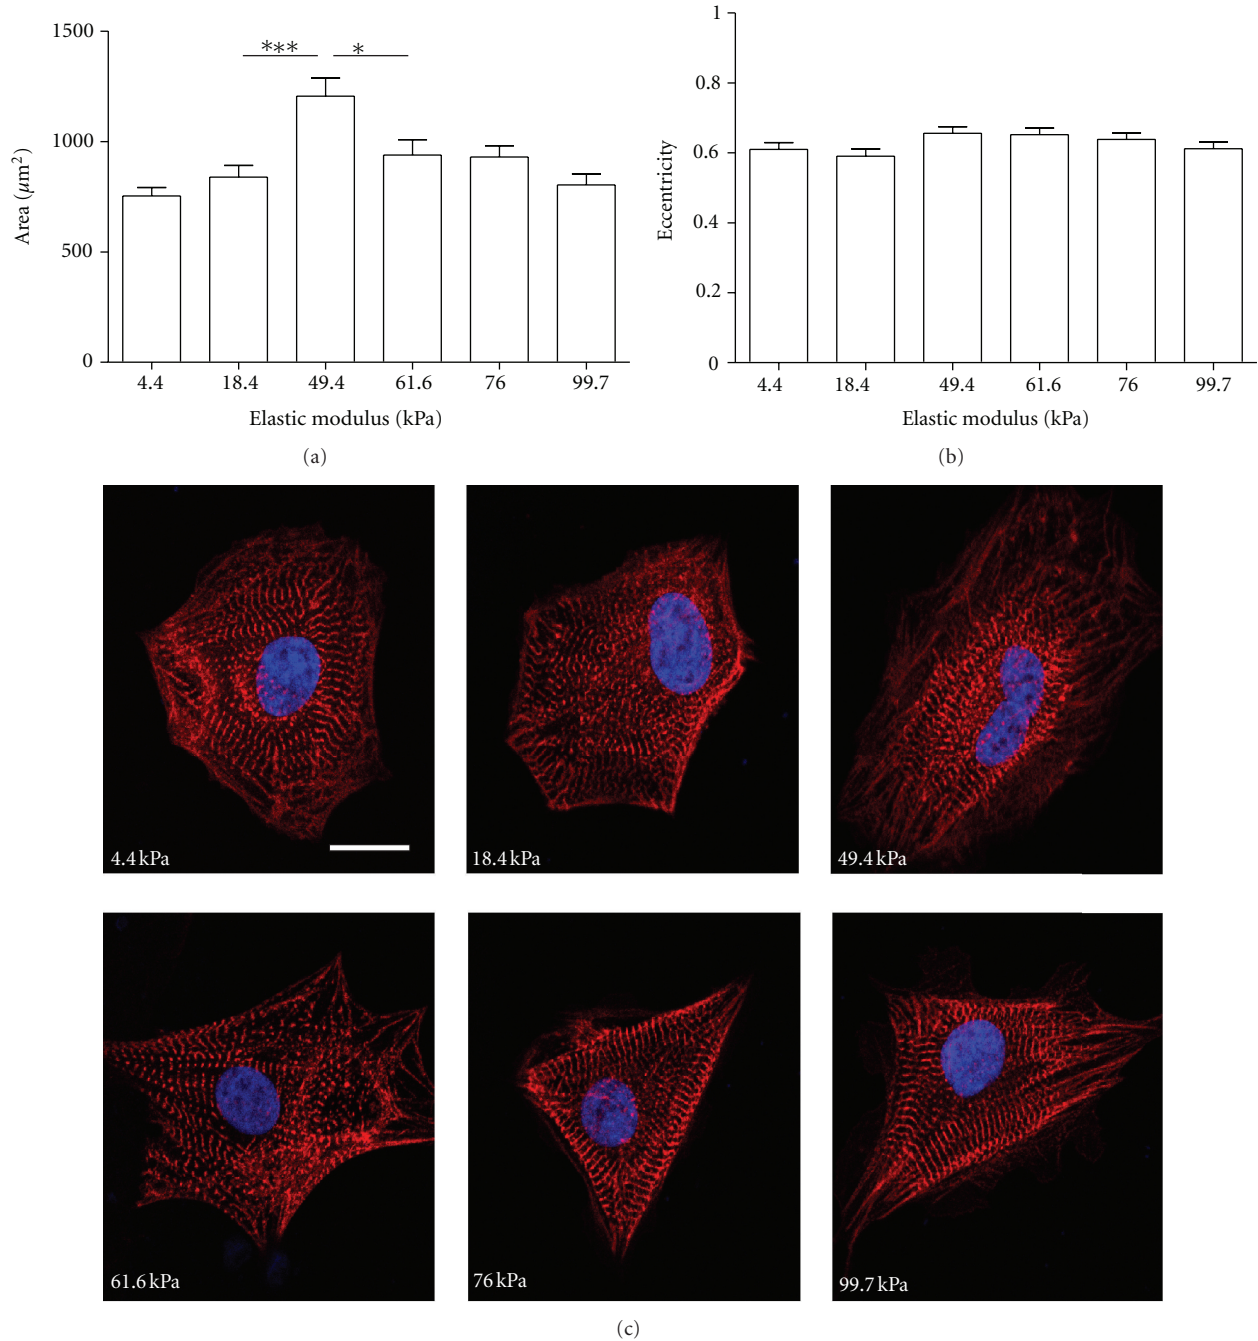 1500
1000
500
0
Area (μm²)
***
*
4.4 18.4 49.4 61.6 76 99.7
Elastic modulus (kPa)
(a)
1
0.8
0.6
0.4
0.2
0
Eccentricity
4.4 18.4 49.4 61.6 76 99.7
Elastic modulus (kPa)
(b)
4.4 kPa
18.4 kPa
49.4 kPa
61.6 kPa
76 kPa
99.7 kPa
(c)